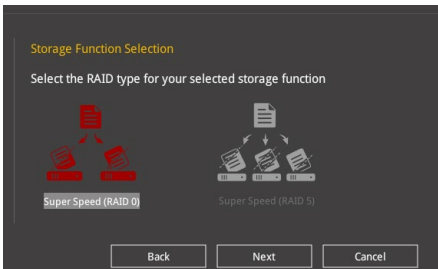 Storage Function Selection
Select the RAID type for your selected storage function
Super Speed (RAID 0)
Super Speed (RAID 5)
Back
Next
Cancel